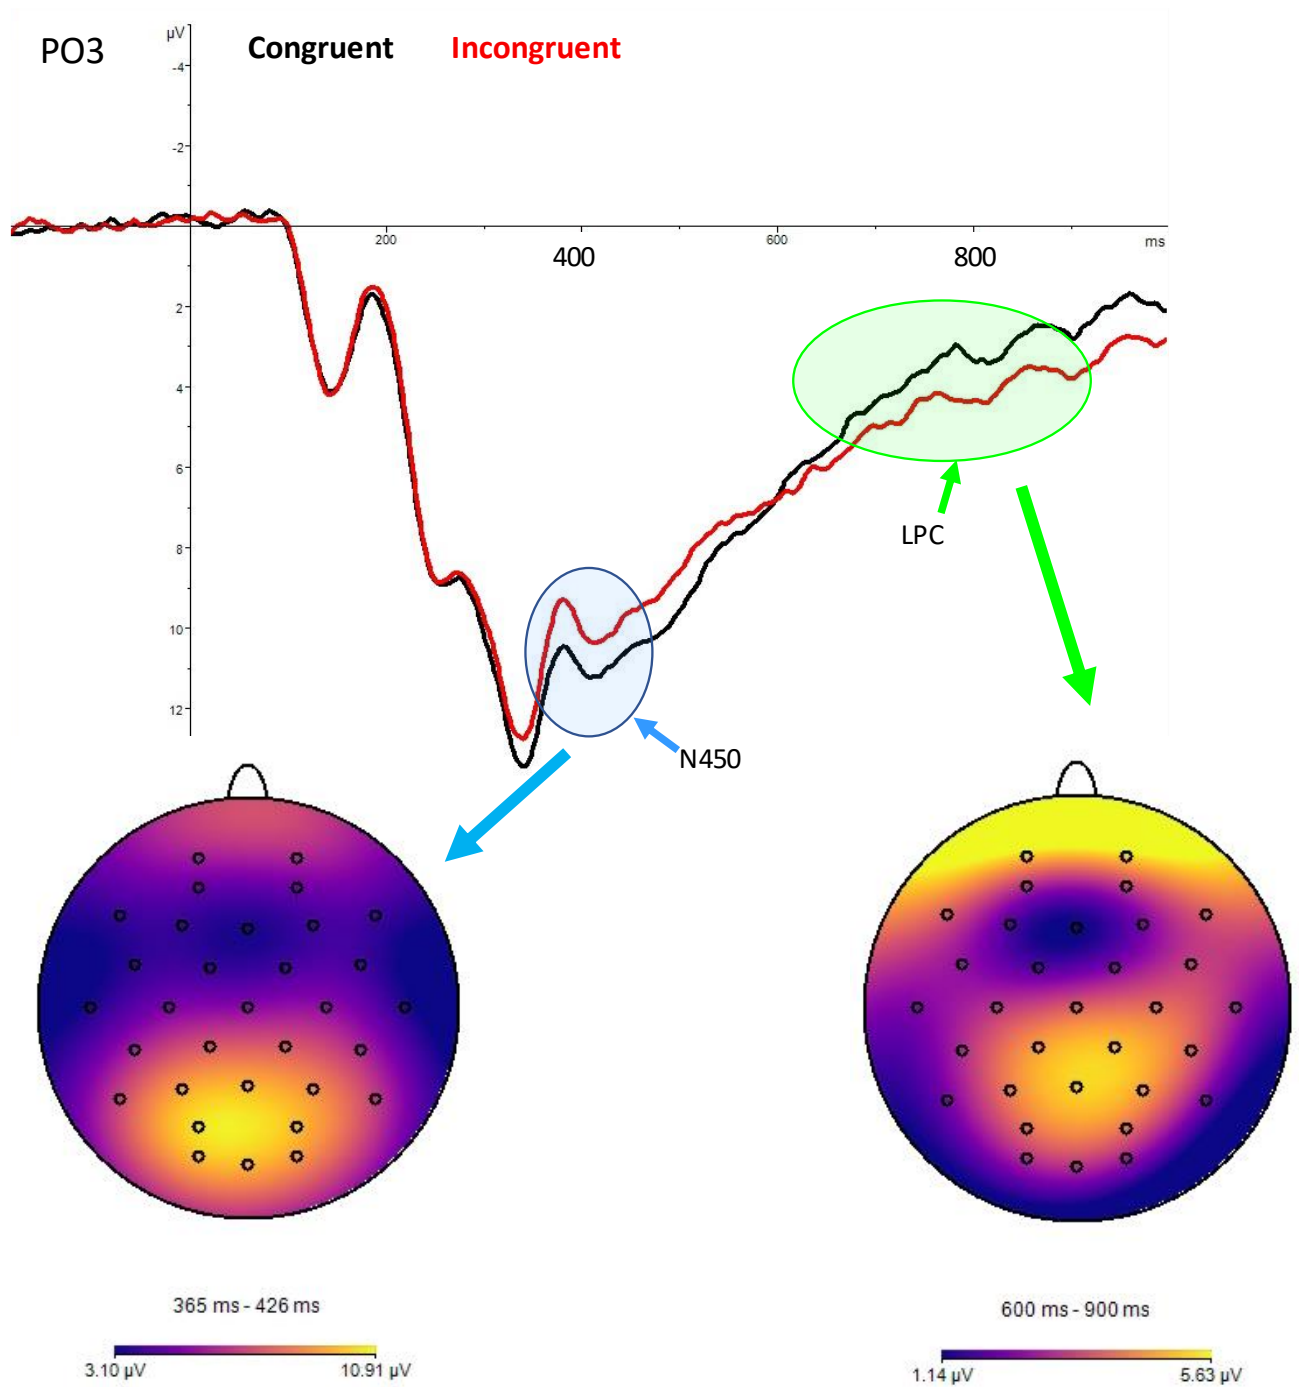 PO3
µV
Congruent Incongruent
-4
-2
200
400
600
800
ms
2
4
6
8
10
12
LPC
N450
365 ms - 426 ms
3.10 µV 10.91 µV
600 ms - 900 ms
1.14 µV 5.63 µV